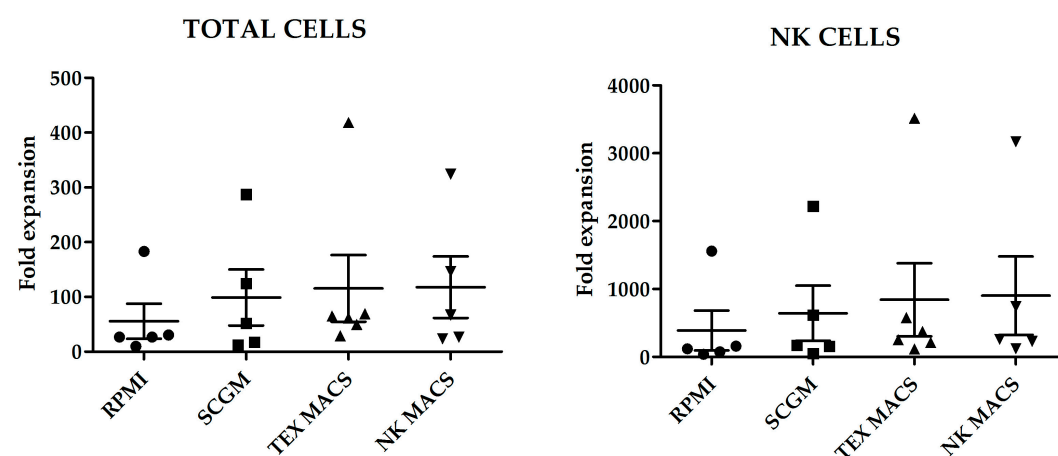 TOTAL CELLS
500
400
300
200
100
0
Fold expansion
RPMI
SCGM
TEX MACS
NK MACS
NK CELLS
4000
3000
2000
1000
0
Fold expansion
RPMI
SCGM
TEX MACS
NK MACS